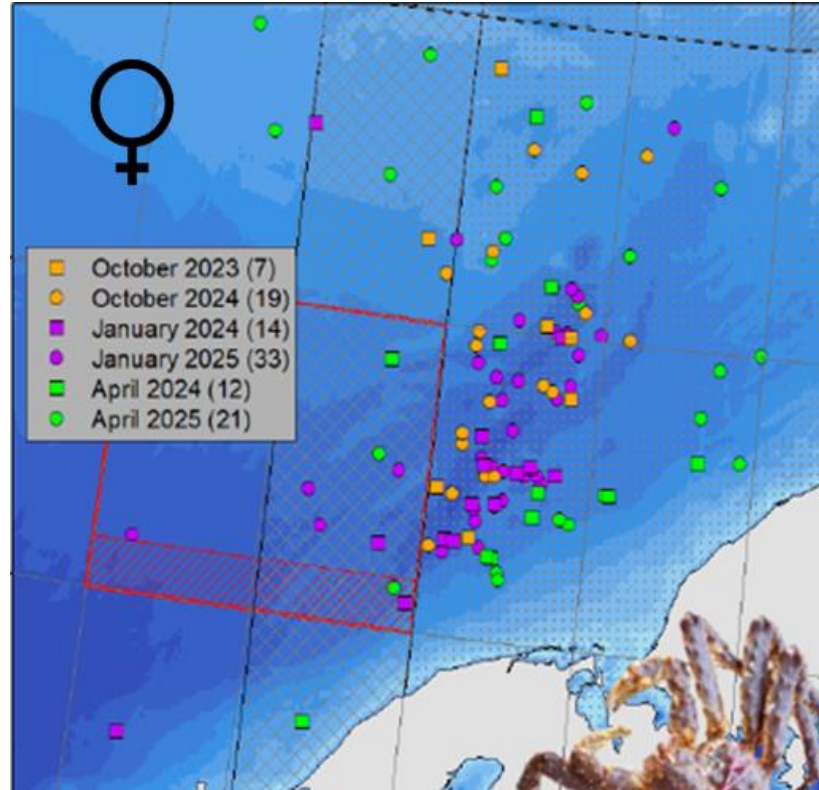 October 2023 (7)
October 2024 (19)
January 2024 (14)
January 2025 (33)
April 2024 (12)
April 2025 (21)